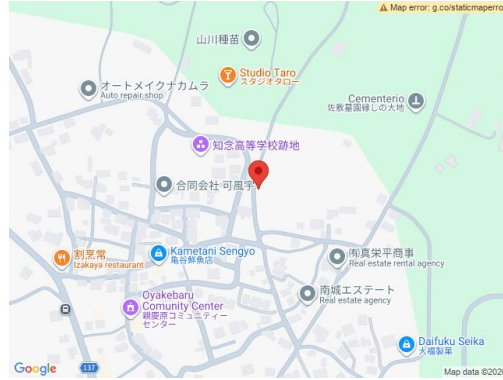 Map error: g.co/staticmaperro
山川種苗
Studio Taro
スタジオタロー
オートメイクナカムラ
Auto repair shop
Cementerio
佐敷墓園縁しの大地
知念高等学校跡地
合同会社 可風宇
割烹常
Izakaya restaurant
Kametani Sengyo
亀谷鮮魚店
㈲真栄平商事
Real estate rental agency
Oyakebaru
Comunity Center
親慶原コミュニティー
センター
南城エステート
Real estate agency
Daifuku Seika
大福製菓
137
Google
Map data ©202